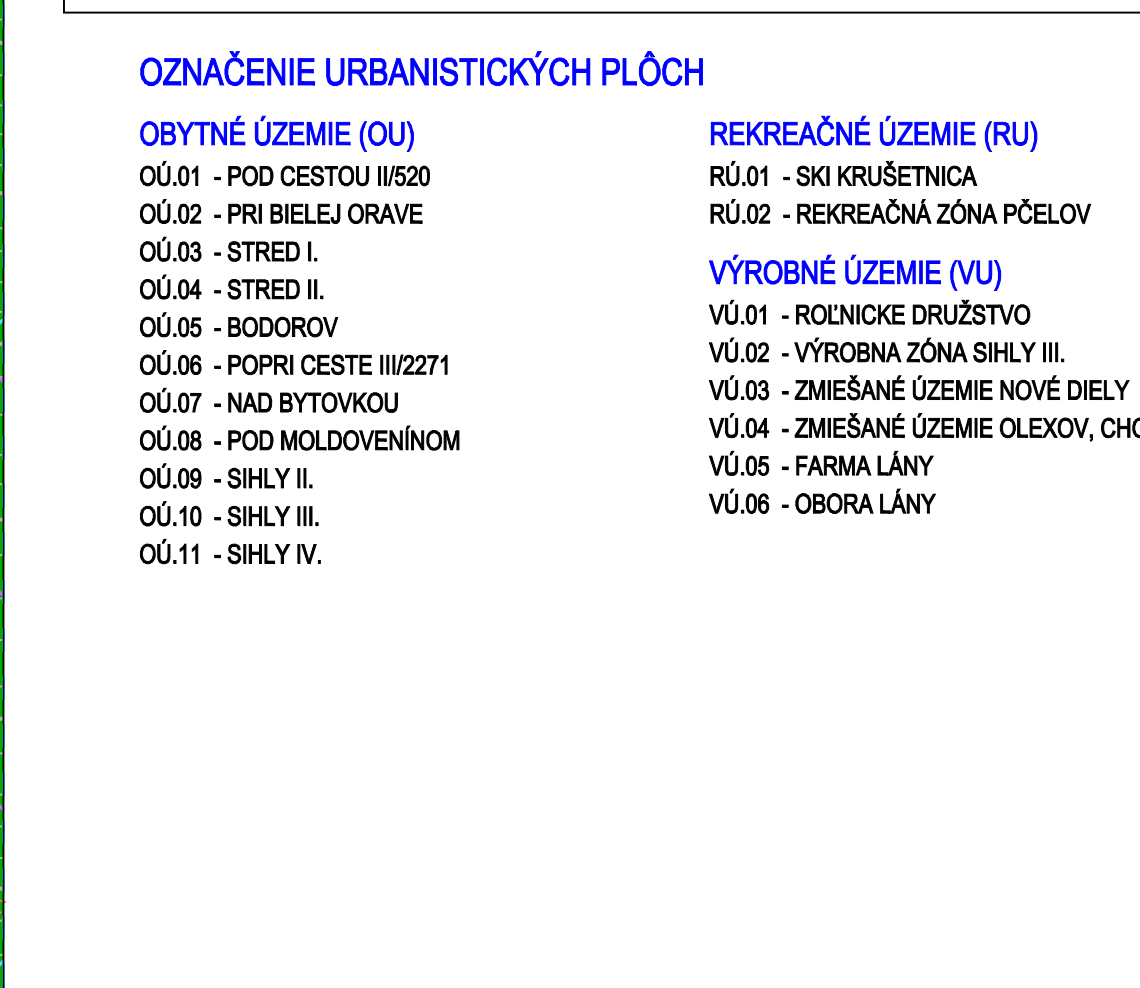 OZNAČENIE URBANISTICKÝCH PLÔCH
OBYTNÉ ÚZEMIE (OU)
OÚ.01 - POD CESTOU II/520
OÚ.02 - PRI BIELEJ ORAVE
OÚ.03 - STRED I.
OÚ.04 - STRED II.
OÚ.05 - BODOROV
OÚ.06 - POPRI CESTE III/2271
OÚ.07 - NAD BYTOVKOU
OÚ.08 - POD MOLDOVENÍNOM
OÚ.09 - SIHLY II.
OÚ.10 - SIHLY III.
OÚ.11 - SIHLY IV.
REKREAČNÉ ÚZEMIE (RU)
RÚ.01 - SKI KRUŠETNICA
RÚ.02 - REKREAČNÁ ZÓNA PČELOV
VÝROBNÉ ÚZEMIE (VU)
VÚ.01 - ROĽNICKE DRUŽSTVO
VÚ.02 - VÝROBNA ZÓNA SIHLY III.
VÚ.03 - ZMIEŠANÉ ÚZEMIE NOVÉ DIELY
VÚ.04 - ZMIEŠANÉ ÚZEMIE OLEXOV,
VÚ.05 - FARMA LÁNY
VÚ.06 - OBORA LÁNY